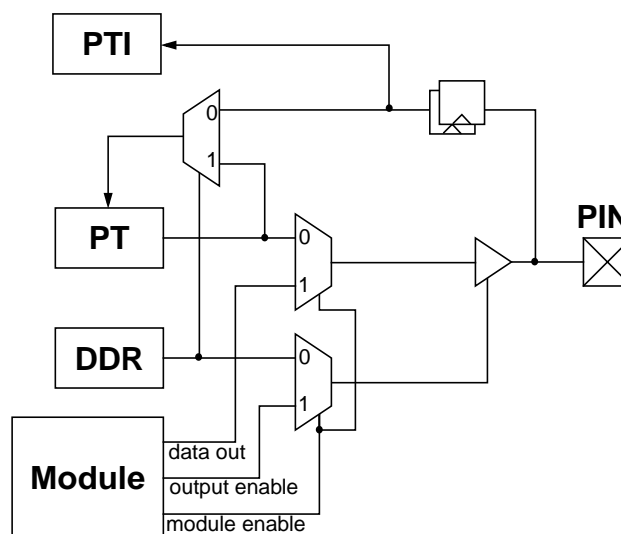 PTI
0
1
PT
PIN
0
1
DDR
0
1
Module
data out
output enable
module enable